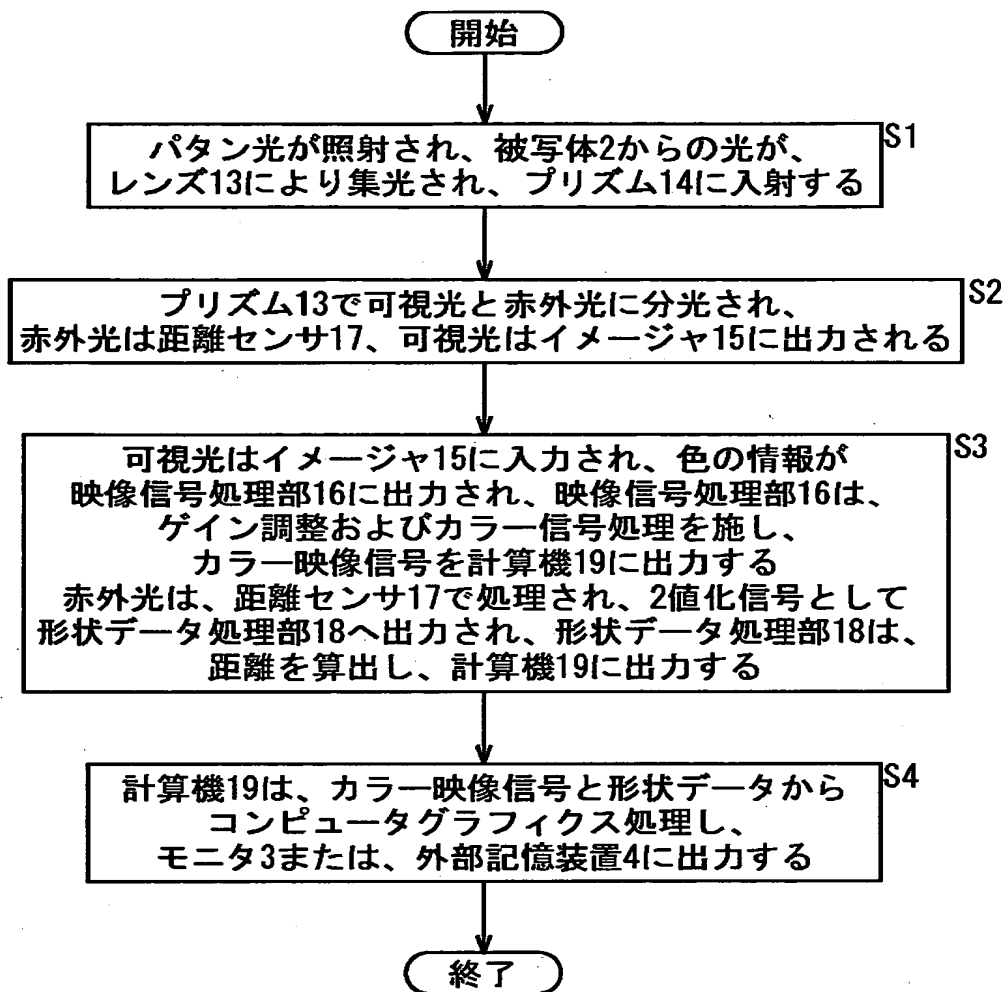 開始
S1
パタン光が照射され、被写体2からの光が、
レンズ13により集光され、プリズム14に入射する
S2
プリズム13で可視光と赤外光に分光され、
赤外光は距離センサ17、可視光はイメージャ15に出力される
S3
可視光はイメージャ15に入力され、色の情報が
映像信号処理部16に出力され、映像信号処理部16は、
ゲイン調整およびカラー信号処理を施し、
カラー映像信号を計算機19に出力する
赤外光は、距離センサ17で処理され、2値化信号として
形状データ処理部18へ出力され、形状データ処理部18は、
距離を算出し、計算機19に出力する
S4
計算機19は、カラー映像信号と形状データから
コンピュータグラフィクス処理し、
モニタ3または、外部記憶装置4に出力する
終了